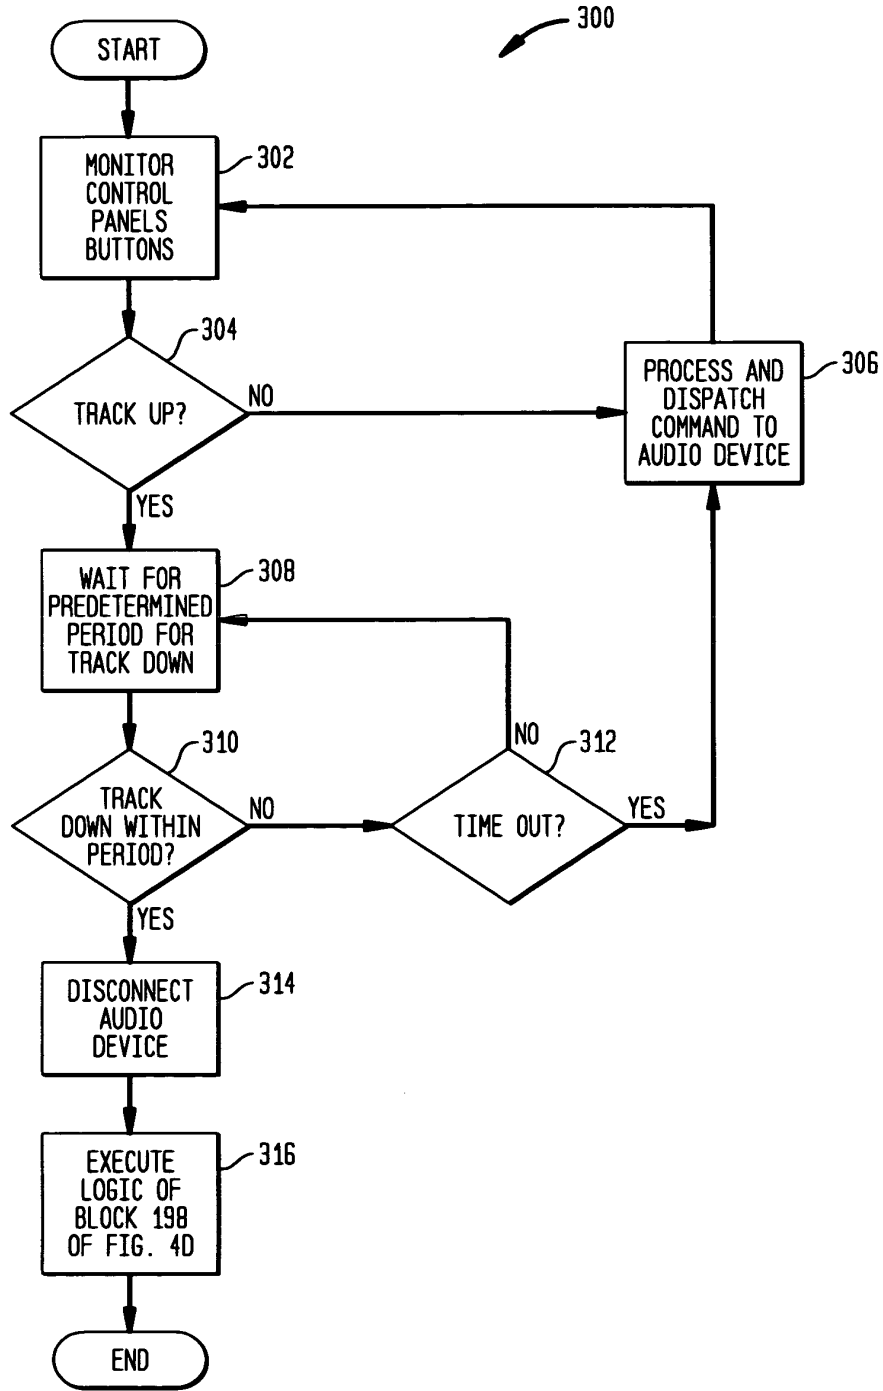 300
START
302
MONITOR
CONTROL
PANELS
BUTTONS
304
TRACK UP?
NO
YES
306
PROCESS AND
DISPATCH
COMMAND TO
AUDIO DEVICE
308
WAIT FOR
PREDETERMINED
PERIOD FOR
TRACK DOWN
310
TRACK
DOWN WITHIN
PERIOD?
NO
YES
312
TIME OUT?
NO
YES
314
DISCONNECT
AUDIO
DEVICE
316
EXECUTE
LOGIC OF
BLOCK 198
OF FIG. 4D
END